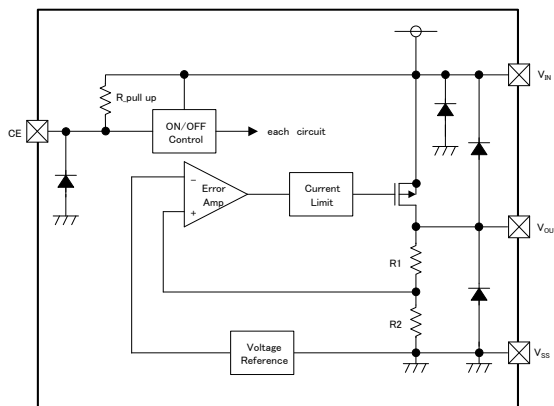 V_IN
R_pull up
CE
ON/OFF
Control
each circuit
−
Error
Amp
+
Current
Limit
V_OU
R1
R2
Voltage
Reference
V_SS